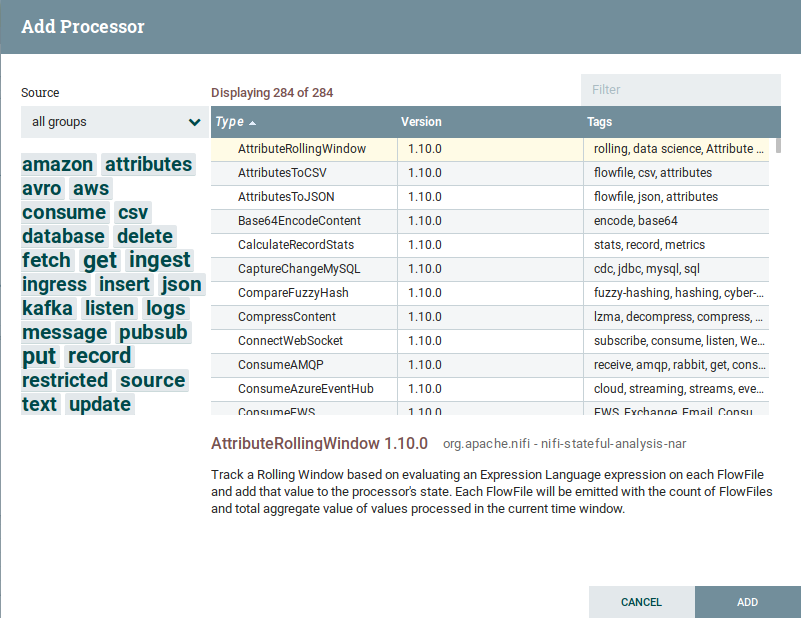 Add Processor
Source
Displaying 284 of 284
Filter
all groups
Type Version Tags
amazon attributes
avro aws
consume csv
database delete
fetch get ingest
ingress insert json
kafka listen logs
message pubsub
put record
restricted source
text update
AttributeRollingWindow 1.10.0 rolling, data science, Attribute ...
AttributesToCSV 1.10.0 flowfile, csv, attributes
AttributesToJSON 1.10.0 flowfile, json, attributes
Base64EncodeContent 1.10.0 encode, base64
CalculateRecordStats 1.10.0 stats, record, metrics
CaptureChangeMySQL 1.10.0 cdc, jdbc, mysql, sql
CompareFuzzyHash 1.10.0 fuzzy-hashing, hashing, cyber-...
CompressContent 1.10.0 lzma, decompress, compress, ...
ConnectWebSocket 1.10.0 subscribe, consume, listen, We...
ConsumeAMQP 1.10.0 receive, amqp, rabbit, get, cons...
ConsumeAzureEventHub 1.10.0 cloud, streaming, streams, eve...
ConsumeEWS 1.10.0 EWS, Exchange, Email, Consu...
AttributeRollingWindow 1.10.0 org.apache.nifi - nifi-stateful-analysis-nar
Track a Rolling Window based on evaluating an Expression Language expression on each FlowFile
and add that value to the processor's state. Each FlowFile will be emitted with the count of FlowFiles
and total aggregate value of values processed in the current time window.
CANCEL ADD